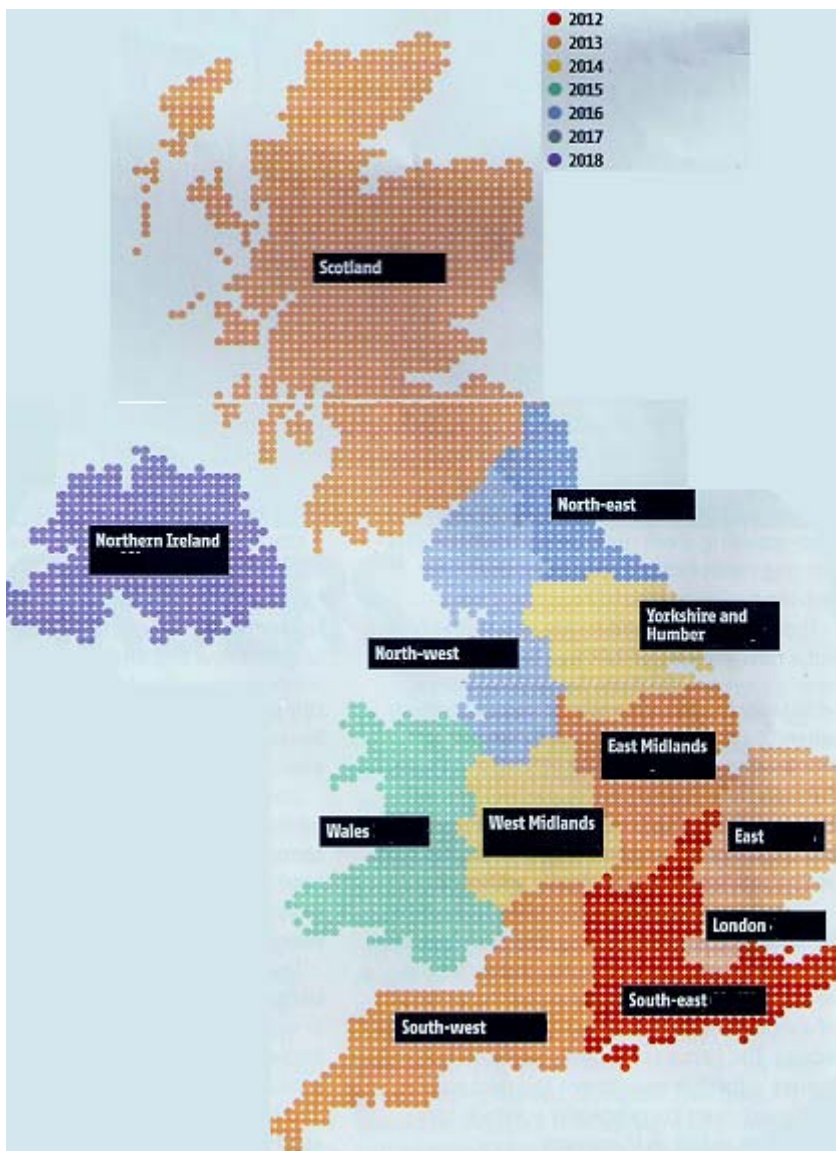 2012
2013
2014
2015
2016
2017
2018
Scotland
North-east
Northern Ireland
Yorkshire and
Humber
North-west
East Midlands
West Midlands
Wales
East
London
South-east
South-west